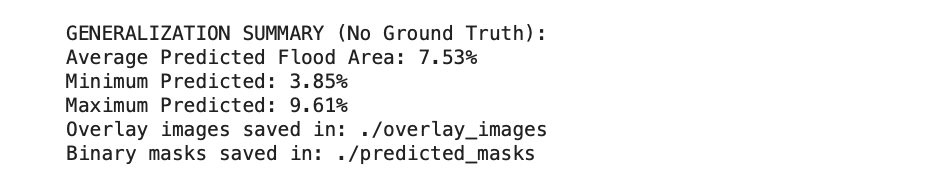 GENERALIZATION SUMMARY (No Ground Truth):
Average Predicted Flood Area: 7.53%
Minimum Predicted: 3.85%
Maximum Predicted: 9.61%
Overlay images saved in: ./overlay_images
Binary masks saved in: ./predicted_masks